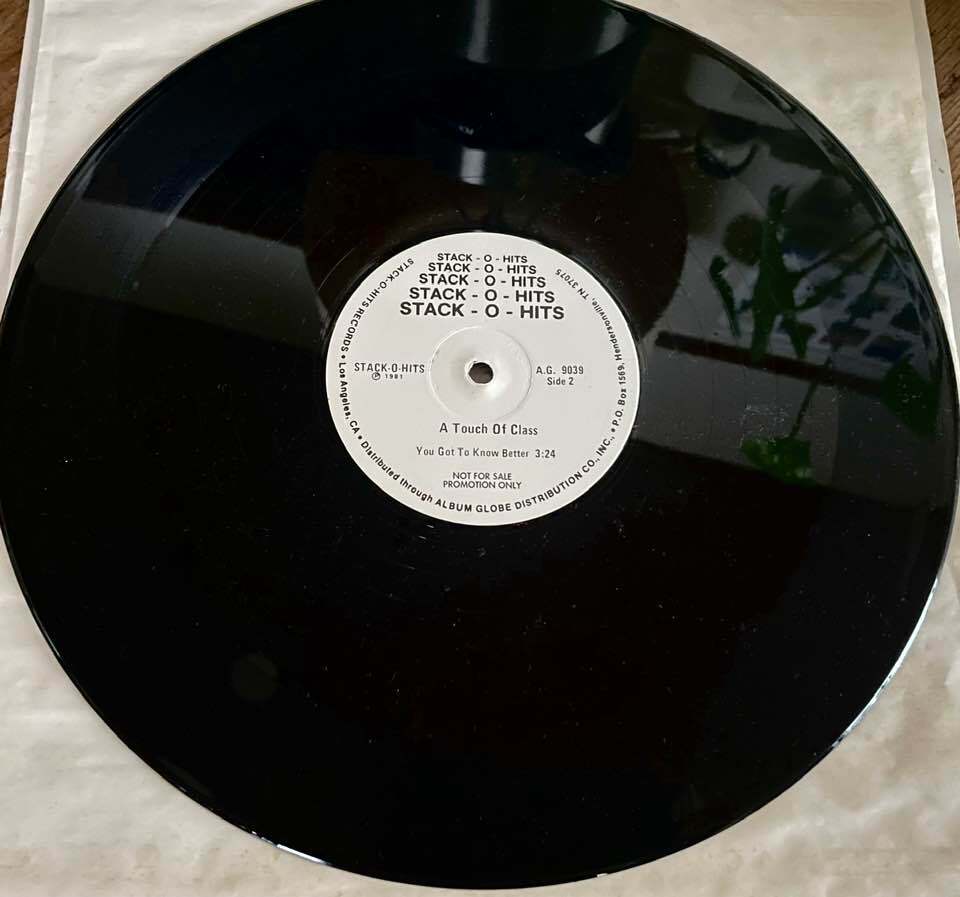 STACK - O - HITS
STACK - O - HITS
STACK - O - HITS
STACK - O - HITS
STACK - O - HITS
STACK-O-HITS
℗ 1981
A.G. 9039
Side 2
A Touch Of Class
You Got To Know Better 3:24
NOT FOR SALE
PROMOTION ONLY
STACK-O-HITS RECORDS • Los Angeles, CA • Distributed through ALBUM GLOBE DISTRIBUTION CO., INC., • P.O. Box 1569, Hendersonville, TN 37075